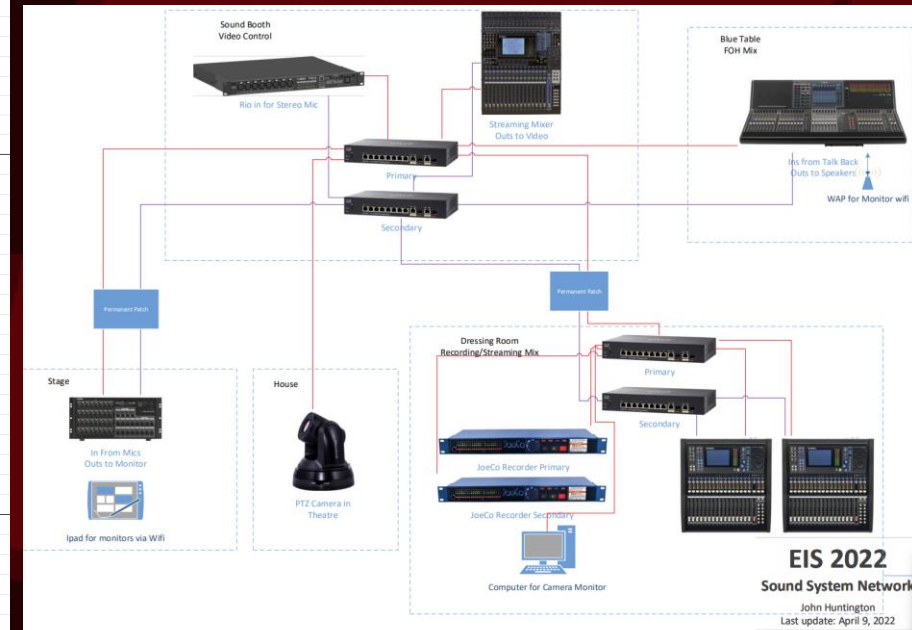 Sound Booth
Video Control
Rio in for Stereo Mic
Streaming Mixer
Outs to Video
Primary
Secondary
Blue Table
FOH Mix
Ins from Talk Back
Outs to Speakers
WAP for Monitor wifi
Permanent Patch
Permanent Patch
Stage
In From Mics
Outs to Monitor
Ipad for monitors via Wifi
House
PTZ Camera in
Theatre
Dressing Room
Recording/Streaming Mix
Primary
Secondary
JoeCo Recorder Primary
JoeCo Recorder Secondary
Computer for Camera Monitor
EIS 2022
Sound System Network
John Huntington
Last update: April 9, 2022